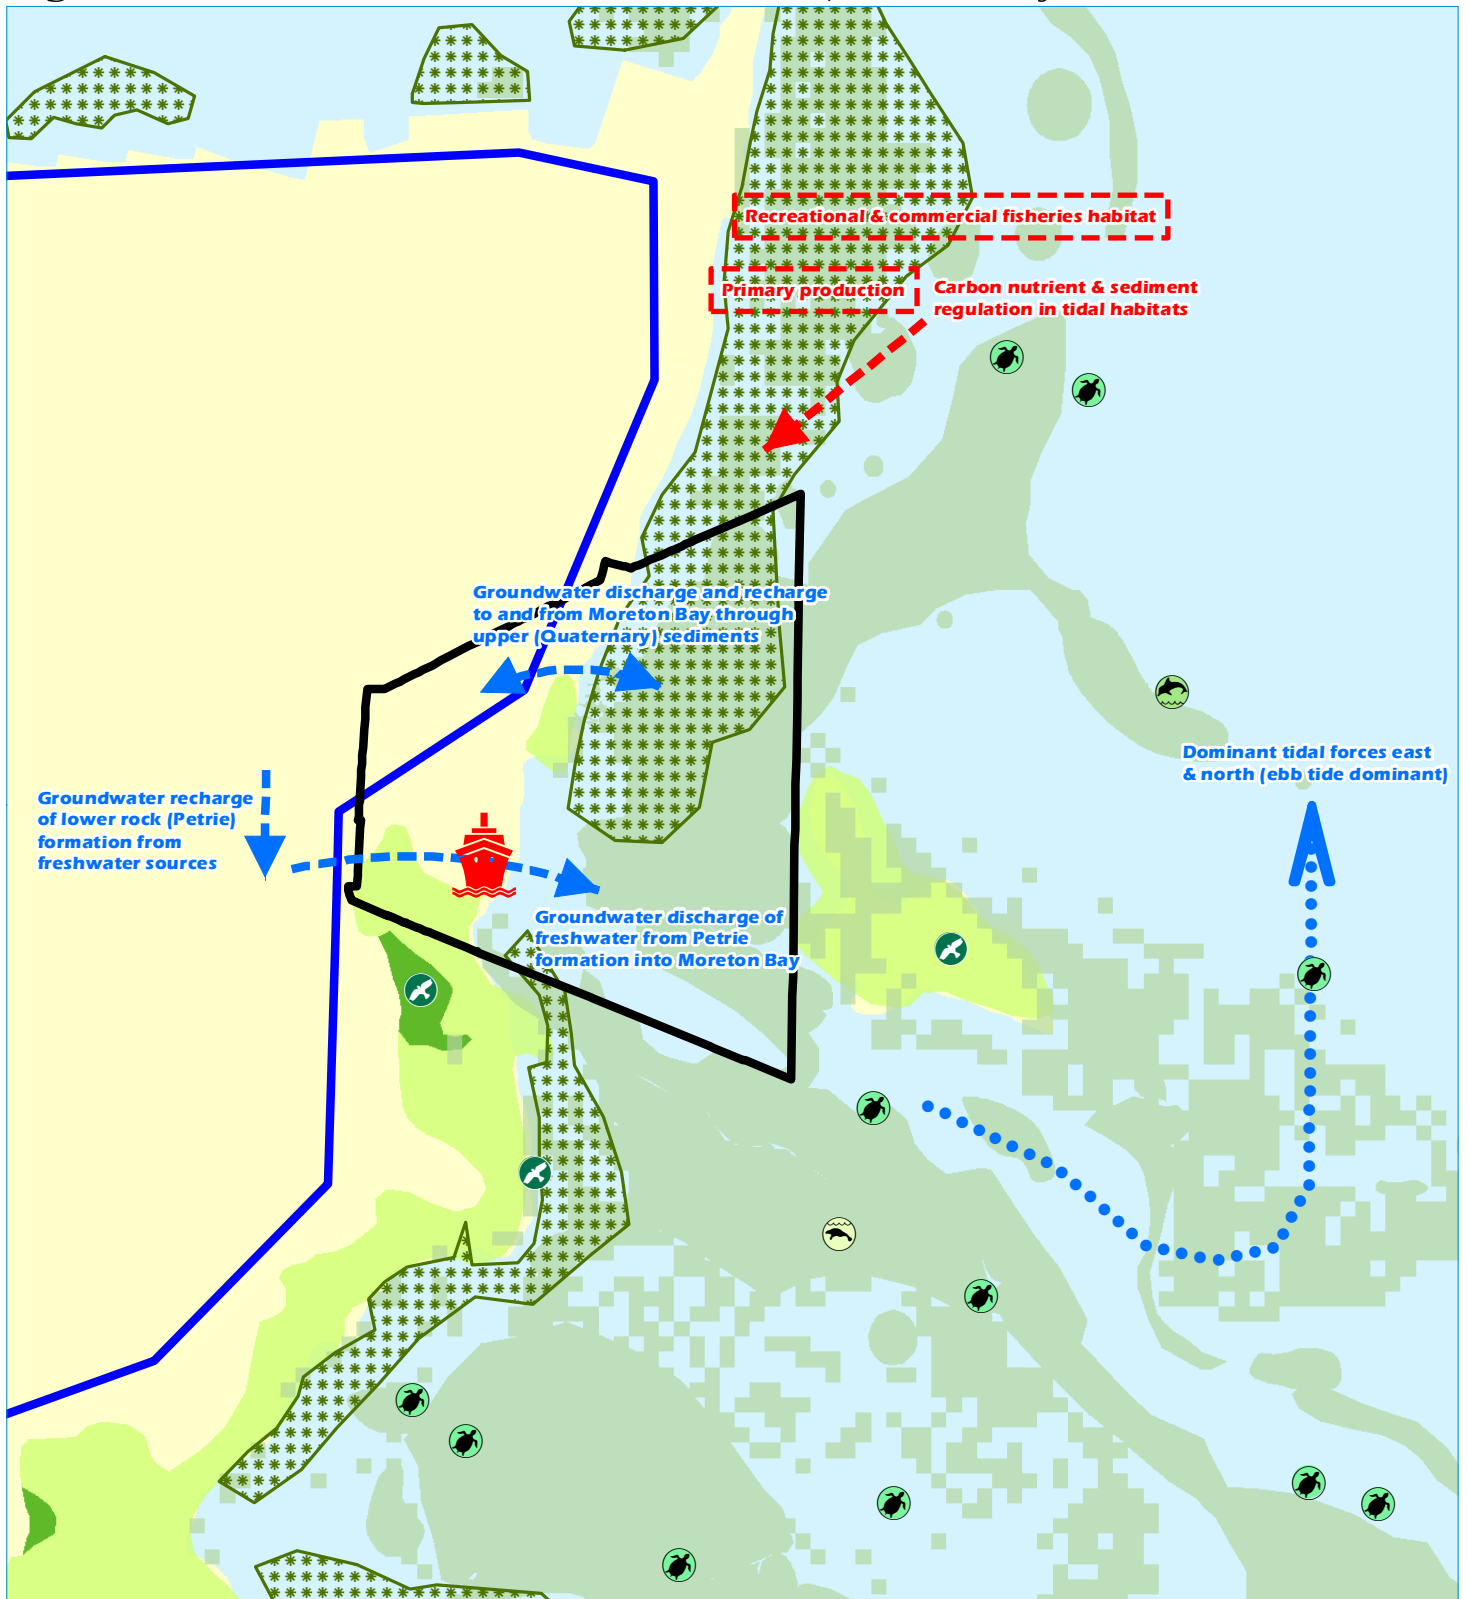 Recreational & commercial fisheries habitat
Primary production
Carbon nutrient & sediment
regulation in tidal habitats
Groundwater discharge and recharge
to and from Moreton Bay through
upper (Quaternary) sediments
Dominant tidal forces east
& north (ebb tide dominant)
Groundwater recharge
of lower rock (Petrie)
formation from
freshwater sources
Groundwater discharge of
freshwater from Petrie
formation into Moreton Bay